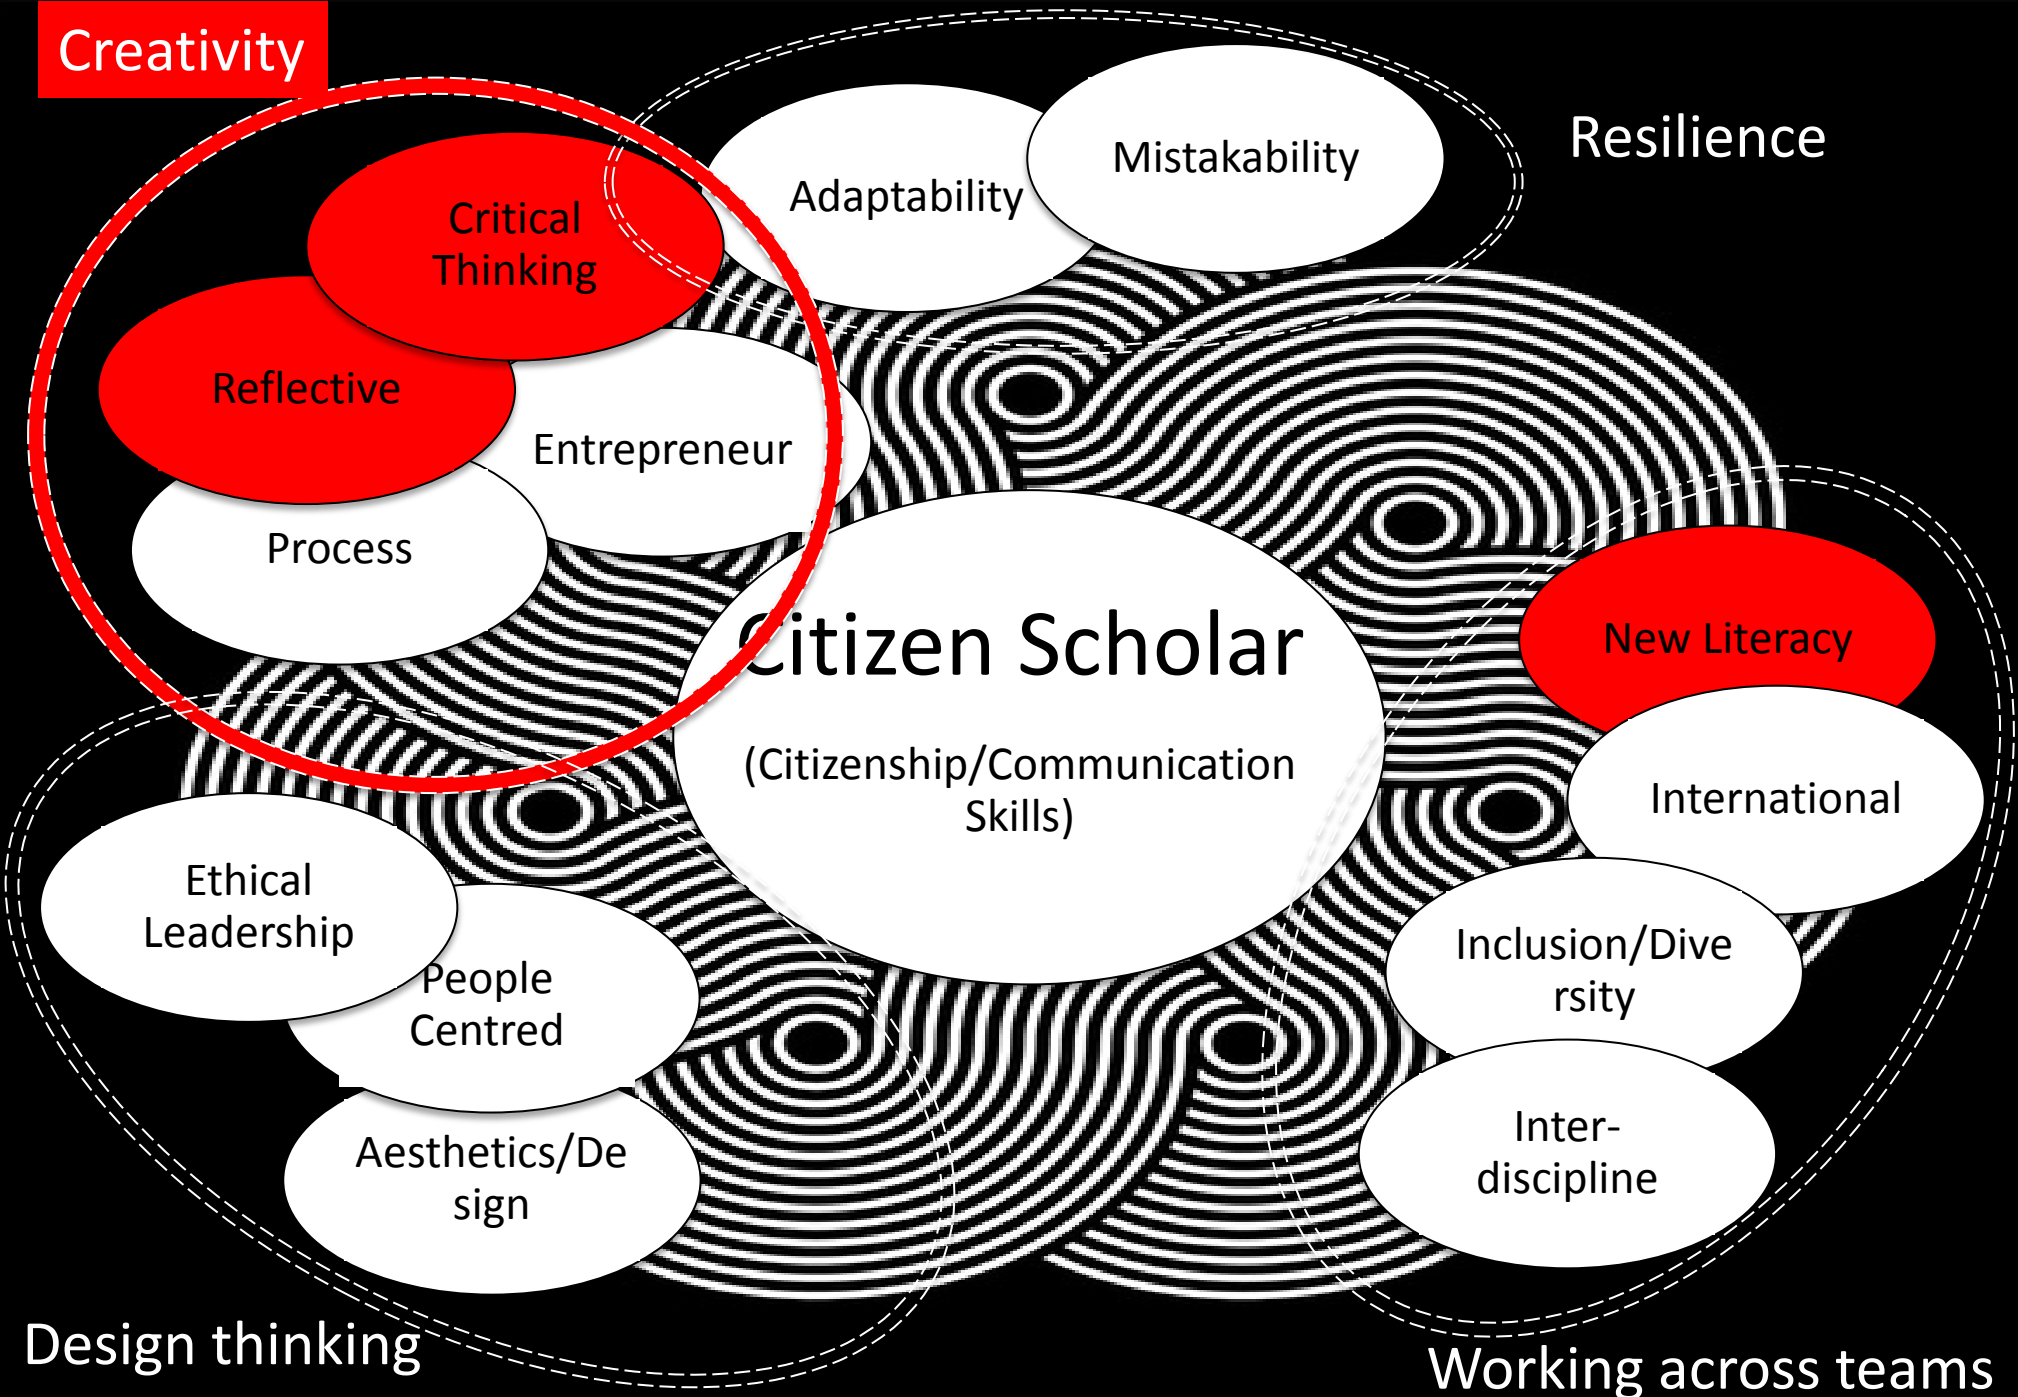 Creativity
Critical
Thinking
Reflective
Entrepreneur
Process
Adaptability
Mistakability
Resilience
Citizen Scholar
(Citizenship/Communication
Skills)
New Literacy
International
Inclusion/Dive
rsity
Inter-
discipline
Ethical
Leadership
People
Centred
Aesthetics/De
sign
Design thinking
Working across teams